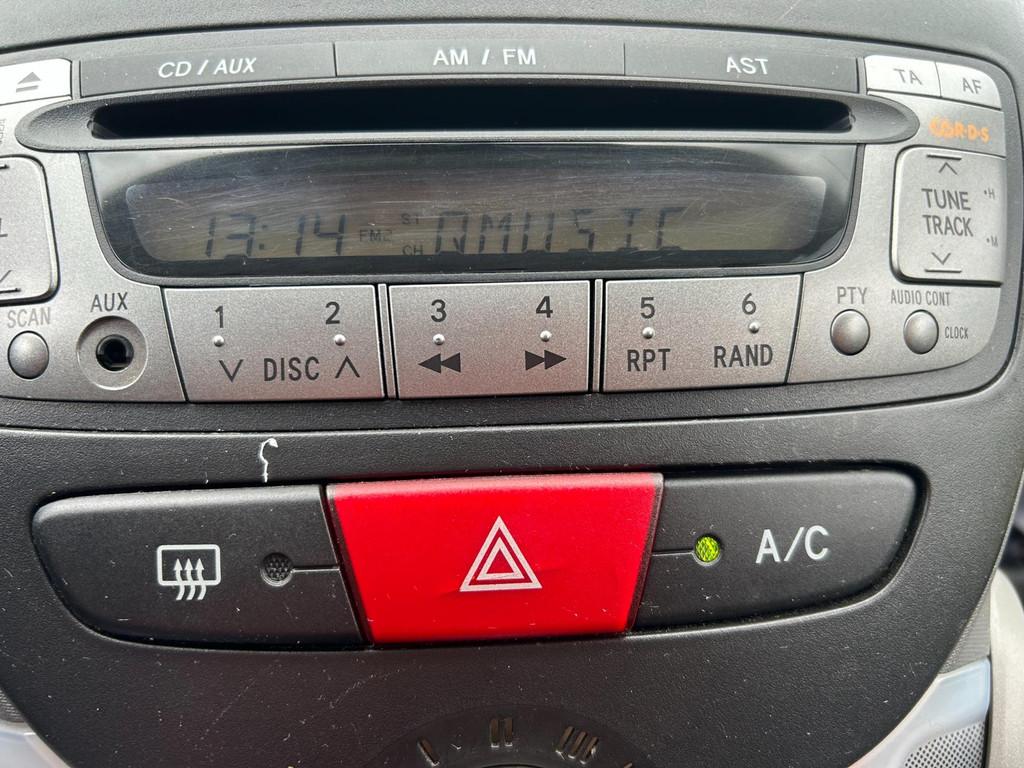 CD / AUX
AM / FM
AST
TA
AF
R·D·S
13:14 FM2 ST CH QMUSIC
TUNE
TRACK
·H
·M
SCAN
AUX
1
2
3
4
5
6
DISC
RPT
RAND
PTY
AUDIO CONT
CLOCK
A/C